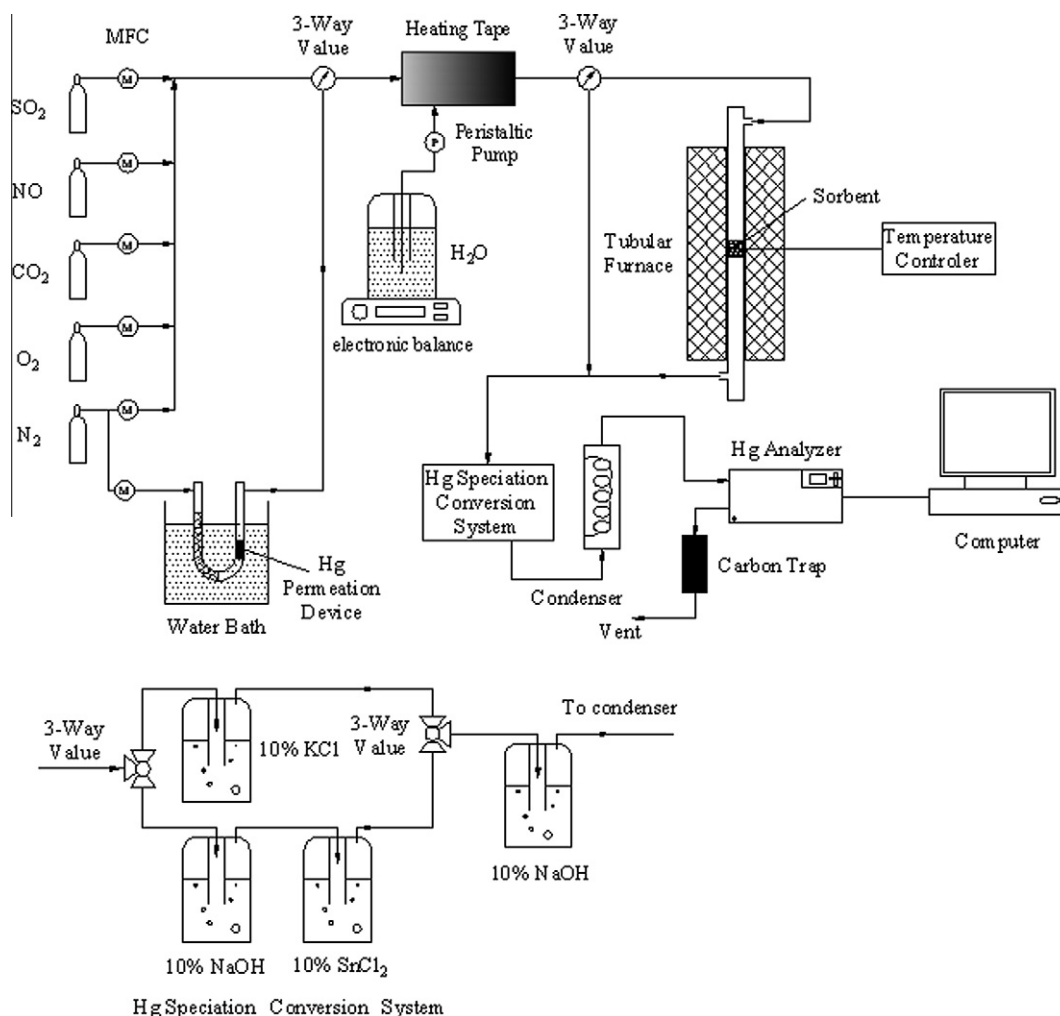 MFC
3-Way
Value
Heating Tape
3-Way
Value
SO₂
M
NO
M
CO₂
M
O₂
M
N₂
M
M
Peristaltic
Pump
P
H₂O
electronic balance
Sorbent
Tubular
Furnace
Temperature
Controler
Hg
Permeation
Device
Water Bath
Hg Speciation
Conversion
System
Condenser
Hg Analyzer
Carbon Trap
Vent
Computer
3-Way
Value
10% KCl
3-Way
Value
To condenser
10% NaOH
10% NaOH
10% SnCl₂
Hg Speciation Conversion System